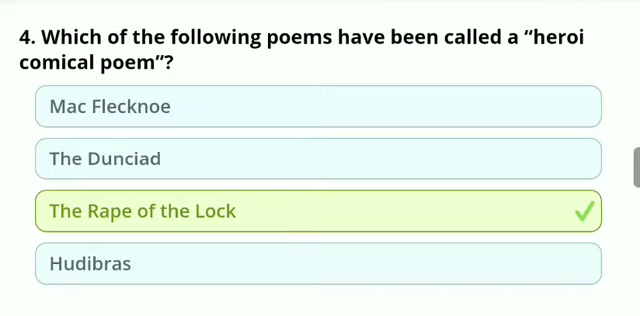 4. Which of the following poems have been called a “heroi
comical poem”?
Mac Flecknoe
The Dunciad
The Rape of the Lock
Hudibras